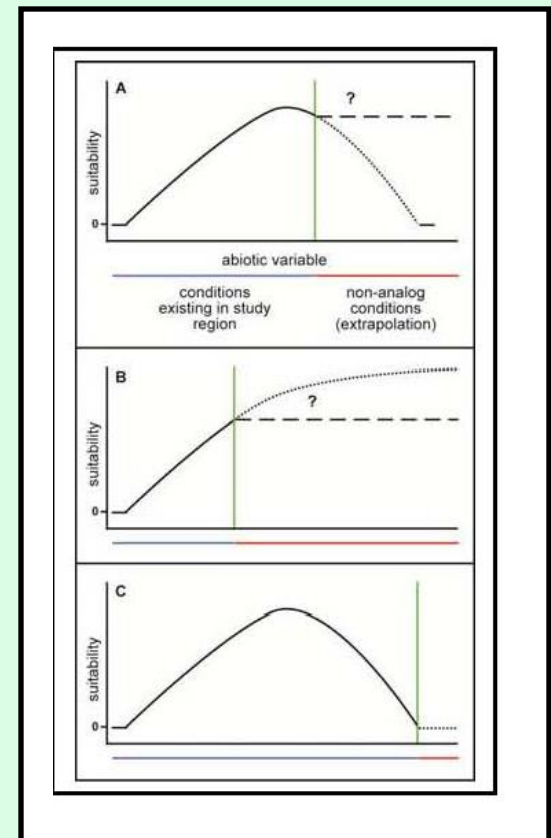 A
?
suitability
0
abiotic variable
conditions
existing in study
region
non-analog
conditions
(extrapolation)
B
?
suitability
0
C
suitability
0